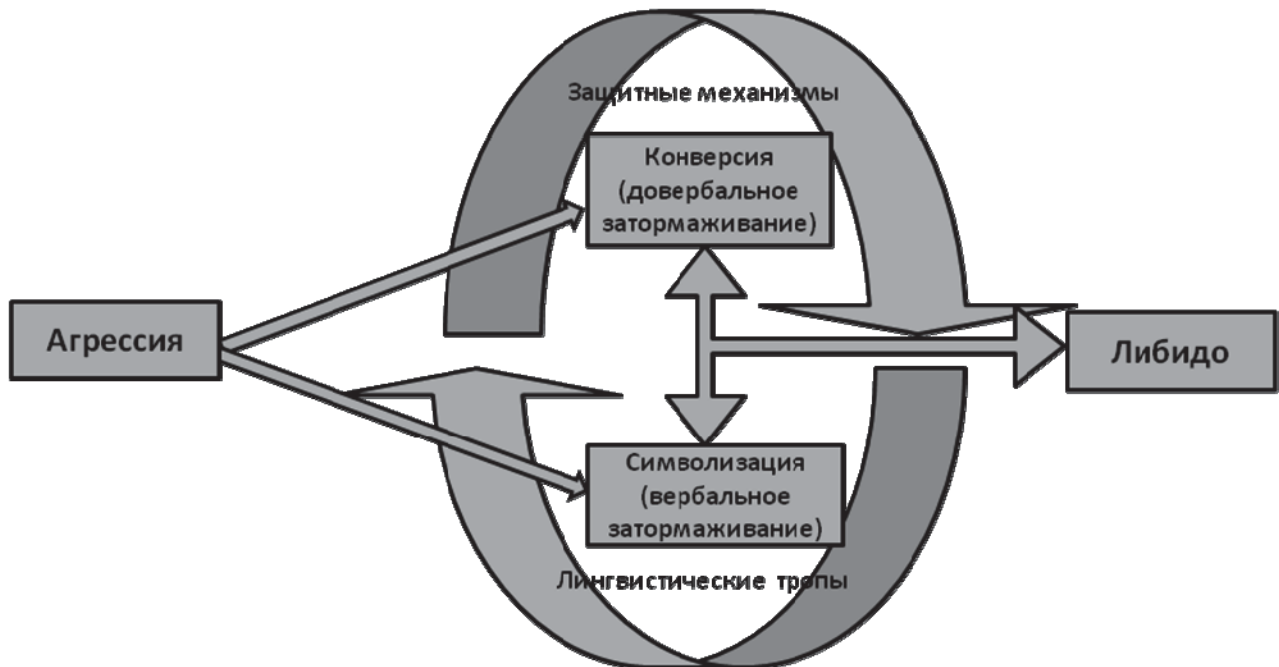 Защитные механизмы
Конверсия
(довербальное
затормаживание)
Агрессия
Либидо
Символизация
(вербальное
затормаживание)
Лингвистические тропы